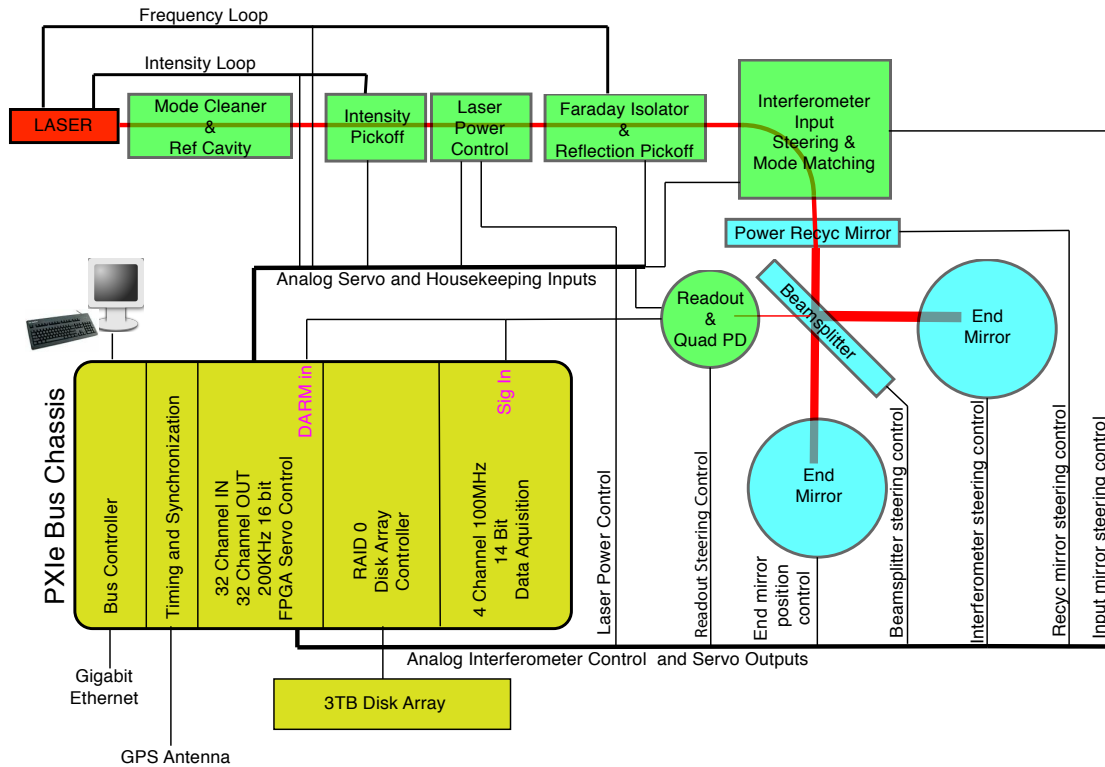 Frequency Loop
Intensity Loop
LASER
Mode Cleaner
&
Ref Cavity
Intensity
Pickoff
Laser
Power
Control
Faraday Isolator
&
Reflection Pickoff
Interferometer
Input
Steering &
Mode Matching
Power Recyc Mirror
Analog Servo and Housekeeping Inputs
Readout
&
Quad PD
Beamsplitter
End
Mirror
End
Mirror
PXIe Bus Chassis
Bus Controller
Timing and Synchronization
32 Channel IN
32 Channel OUT
200KHz 16 bit
FPGA Servo Control
DARM in
RAID 0
Disk Array
Controller
Sig In
4 Channel 100MHz
14 Bit
Data Aquisition
Laser Power Control
Readout Steering Control
End mirror
position
control
Beamsplitter steering control
Interferometer steering control
Recyc mirror steering control
Input mirror steering control
Analog Interferometer Control and Servo Outputs
Gigabit
Ethernet
3TB Disk Array
GPS Antenna